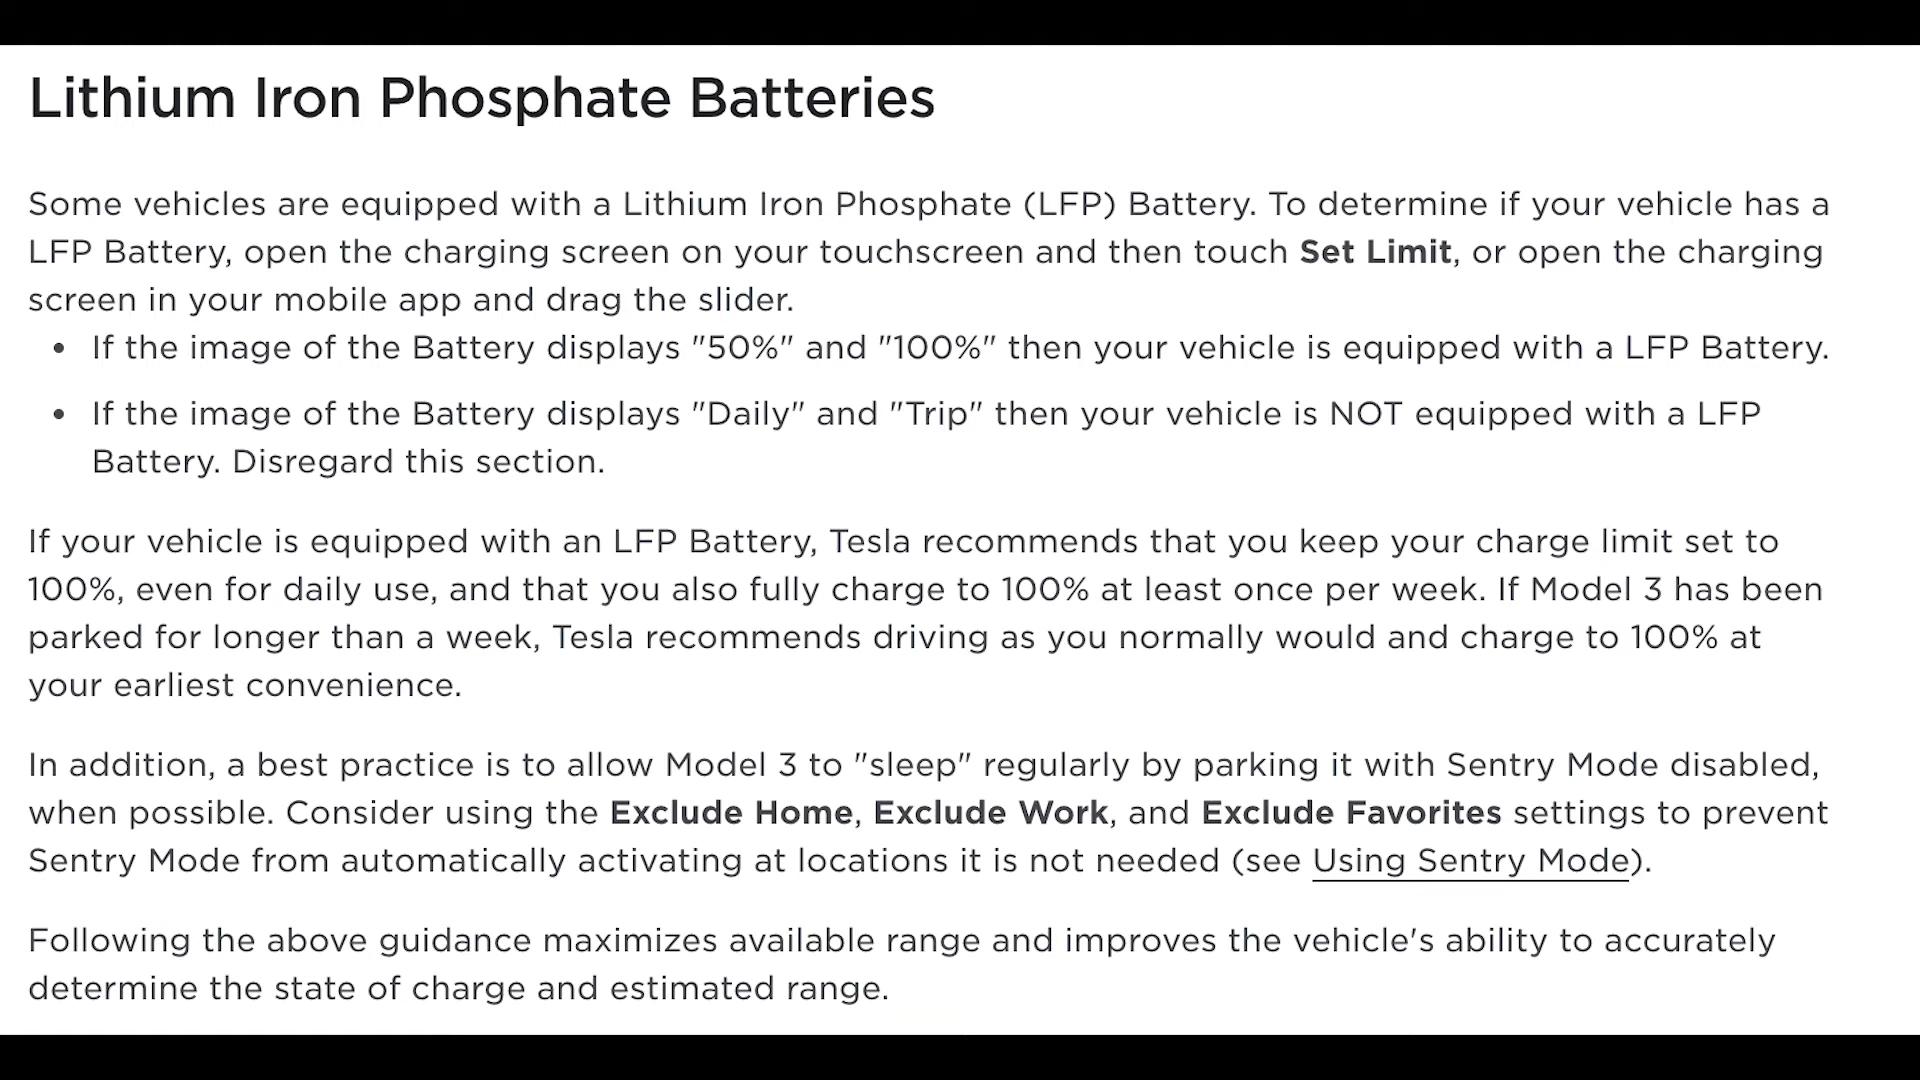 Lithium Iron Phosphate Batteries
Some vehicles are equipped with a Lithium Iron Phosphate (LFP) Battery. To determine if your vehicle has a
LFP Battery, open the charging screen on your touchscreen and then touch Set Limit, or open the charging
screen in your mobile app and drag the slider.
• If the image of the Battery displays "50%" and "100%" then your vehicle is equipped with a LFP Battery.
• If the image of the Battery displays "Daily" and "Trip" then your vehicle is NOT equipped with a LFP
Battery. Disregard this section.
If your vehicle is equipped with an LFP Battery, Tesla recommends that you keep your charge limit set to
100%, even for daily use, and that you also fully charge to 100% at least once per week. If Model 3 has been
parked for longer than a week, Tesla recommends driving as you normally would and charge to 100% at
your earliest convenience.
In addition, a best practice is to allow Model 3 to "sleep" regularly by parking it with Sentry Mode disabled,
when possible. Consider using the Exclude Home, Exclude Work, and Exclude Favorites settings to prevent
Sentry Mode from automatically activating at locations it is not needed (see Using Sentry Mode).
Following the above guidance maximizes available range and improves the vehicle's ability to accurately
determine the state of charge and estimated range.